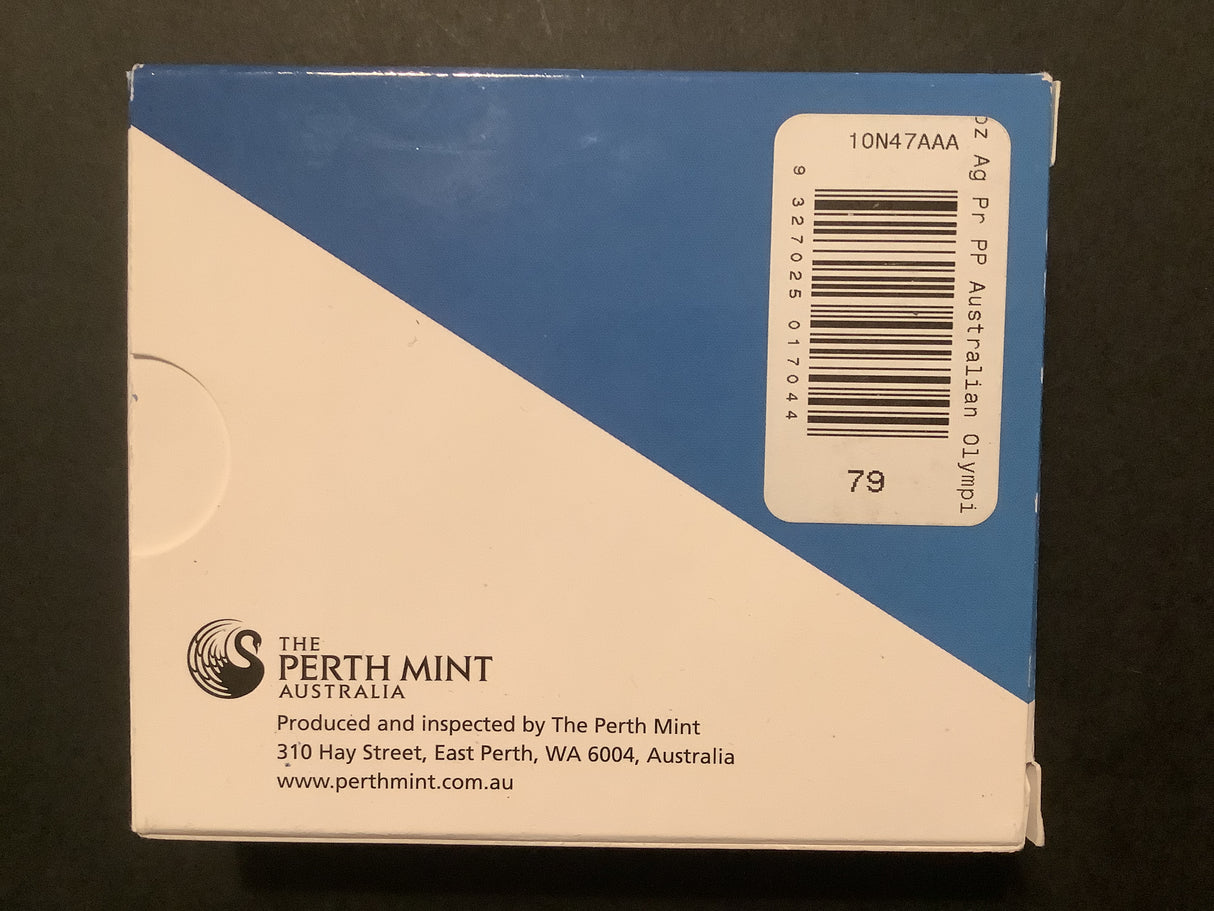 10N47AAA
Oz Ag Pr PP Australian Olympi
9 327025 017044
79
THE
PERTH MINT
AUSTRALIA
Produced and inspected by The Perth Mint
310 Hay Street, East Perth, WA 6004, Australia
www.perthmint.com.au